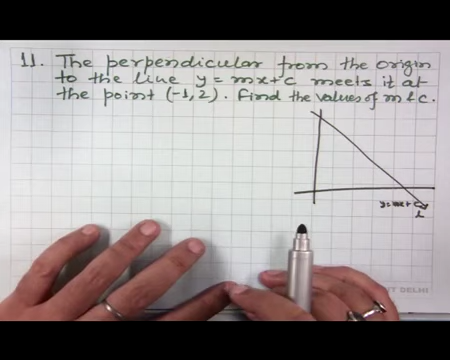 11. The perpendicular from the origin
to the line y = mx + c meets it at
the point (-1, 2). Find the values of m & c.
y = mx + c
L
DELHI